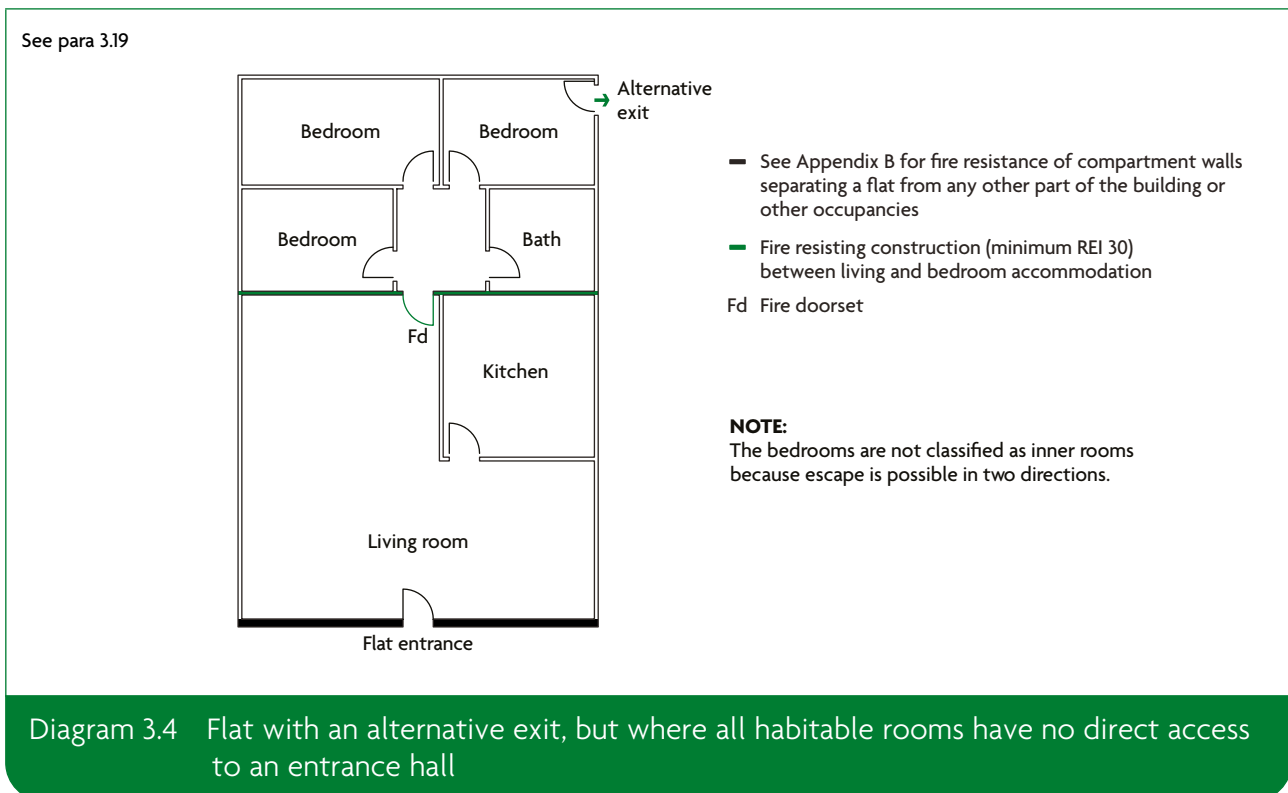 See para 3.19
Alternative
exit
Bedroom
Bedroom
Bedroom
Bath
Fd
Kitchen
Living room
Flat entrance
See Appendix B for fire resistance of compartment walls
separating a flat from any other part of the building or
other occupancies
Fire resisting construction (minimum REI 30)
between living and bedroom accommodation
Fd Fire doorset
NOTE:
The bedrooms are not classified as inner rooms
because escape is possible in two directions.
Diagram 3.4 Flat with an alternative exit, but where all habitable rooms have no direct access
to an entrance hall